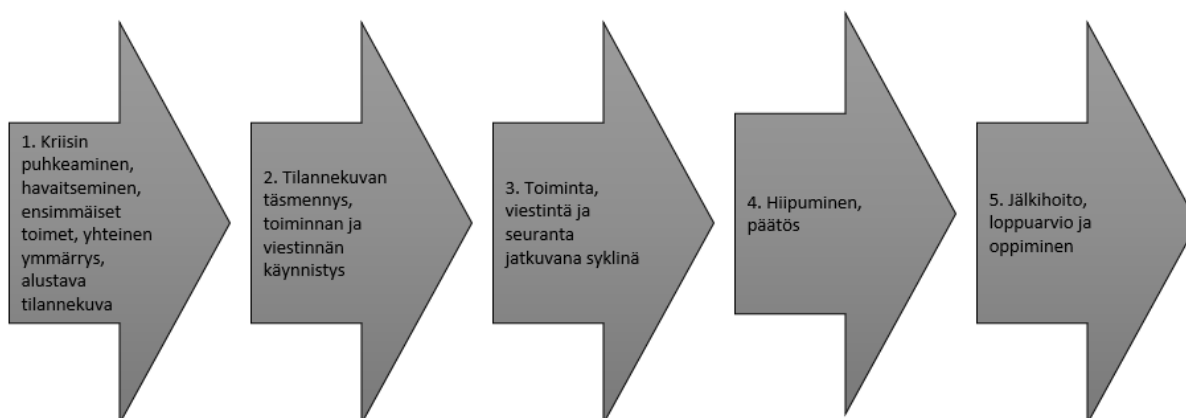 1. Kriisin
puhkeaminen,
havaitseminen,
ensimmäiset
toimet, yhteinen
ymmärrys,
alustava
tilannekuva
2. Tilannekuvan
täsmennys,
toiminnan ja
viestinnän
käynnistys
3. Toiminta,
viestintä ja
seuranta
jatkuvana syklinä
4. Hiipuminen,
päätös
5. Jälkihoito,
loppuarvio ja
oppiminen